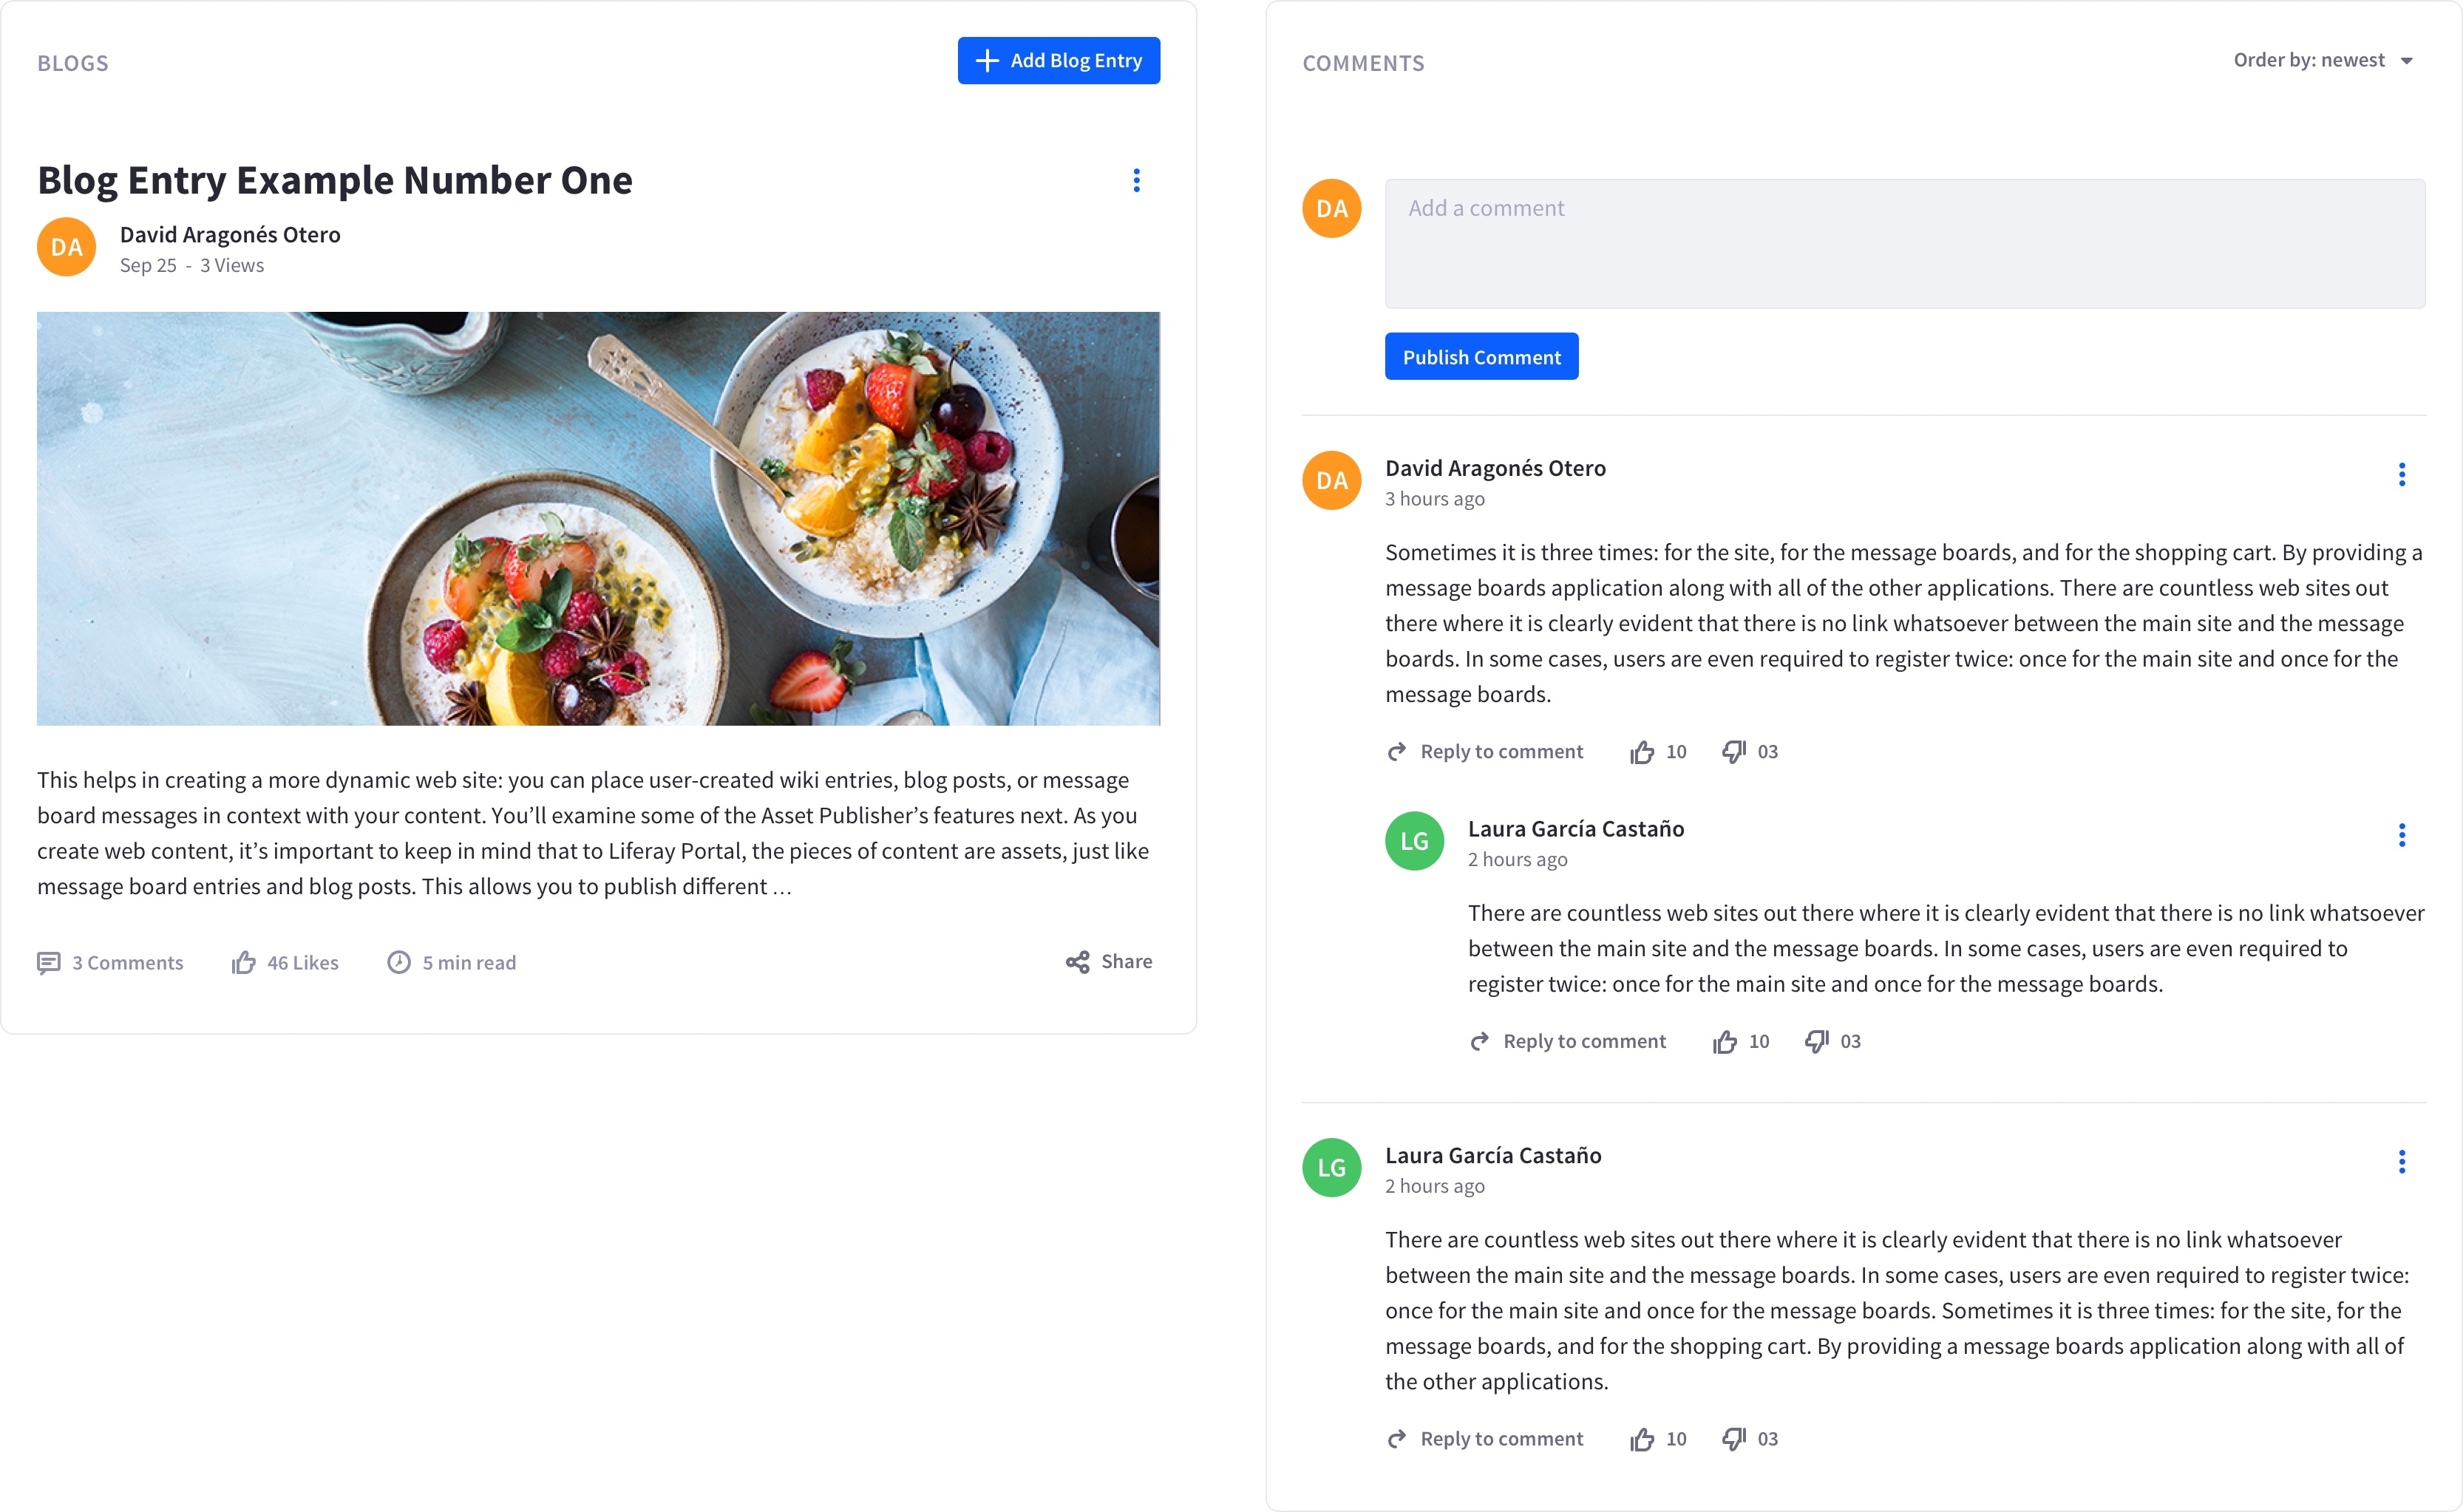 BLOGS
Add Blog Entry
Blog Entry Example Number One
DA
David Aragonés Otero
Sep 25 - 3 Views
This helps in creating a more dynamic web site: you can place user-created wiki entries, blog posts, or message
board messages in context with your content. You’ll examine some of the Asset Publisher’s features next. As you
create web content, it’s important to keep in mind that to Liferay Portal, the pieces of content are assets, just like
message board entries and blog posts. This allows you to publish different …
3 Comments
46 Likes
5 min read
Share
COMMENTS
Order by: newest
DA
Add a comment
Publish Comment
DA
David Aragonés Otero
3 hours ago
Sometimes it is three times: for the site, for the message boards, and for the shopping cart. By providing a
message boards application along with all of the other applications. There are countless web sites out
there where it is clearly evident that there is no link whatsoever between the main site and the message
boards. In some cases, users are even required to register twice: once for the main site and once for the
message boards.
Reply to comment
10
03
LG
Laura García Castaño
2 hours ago
There are countless web sites out there where it is clearly evident that there is no link whatsoever
between the main site and the message boards. In some cases, users are even required to
register twice: once for the main site and once for the message boards.
Reply to comment
10
03
LG
Laura García Castaño
2 hours ago
There are countless web sites out there where it is clearly evident that there is no link whatsoever
between the main site and the message boards. In some cases, users are even required to register twice:
once for the main site and once for the message boards. Sometimes it is three times: for the site, for the
message boards, and for the shopping cart. By providing a message boards application along with all of
the other applications.
Reply to comment
10
03